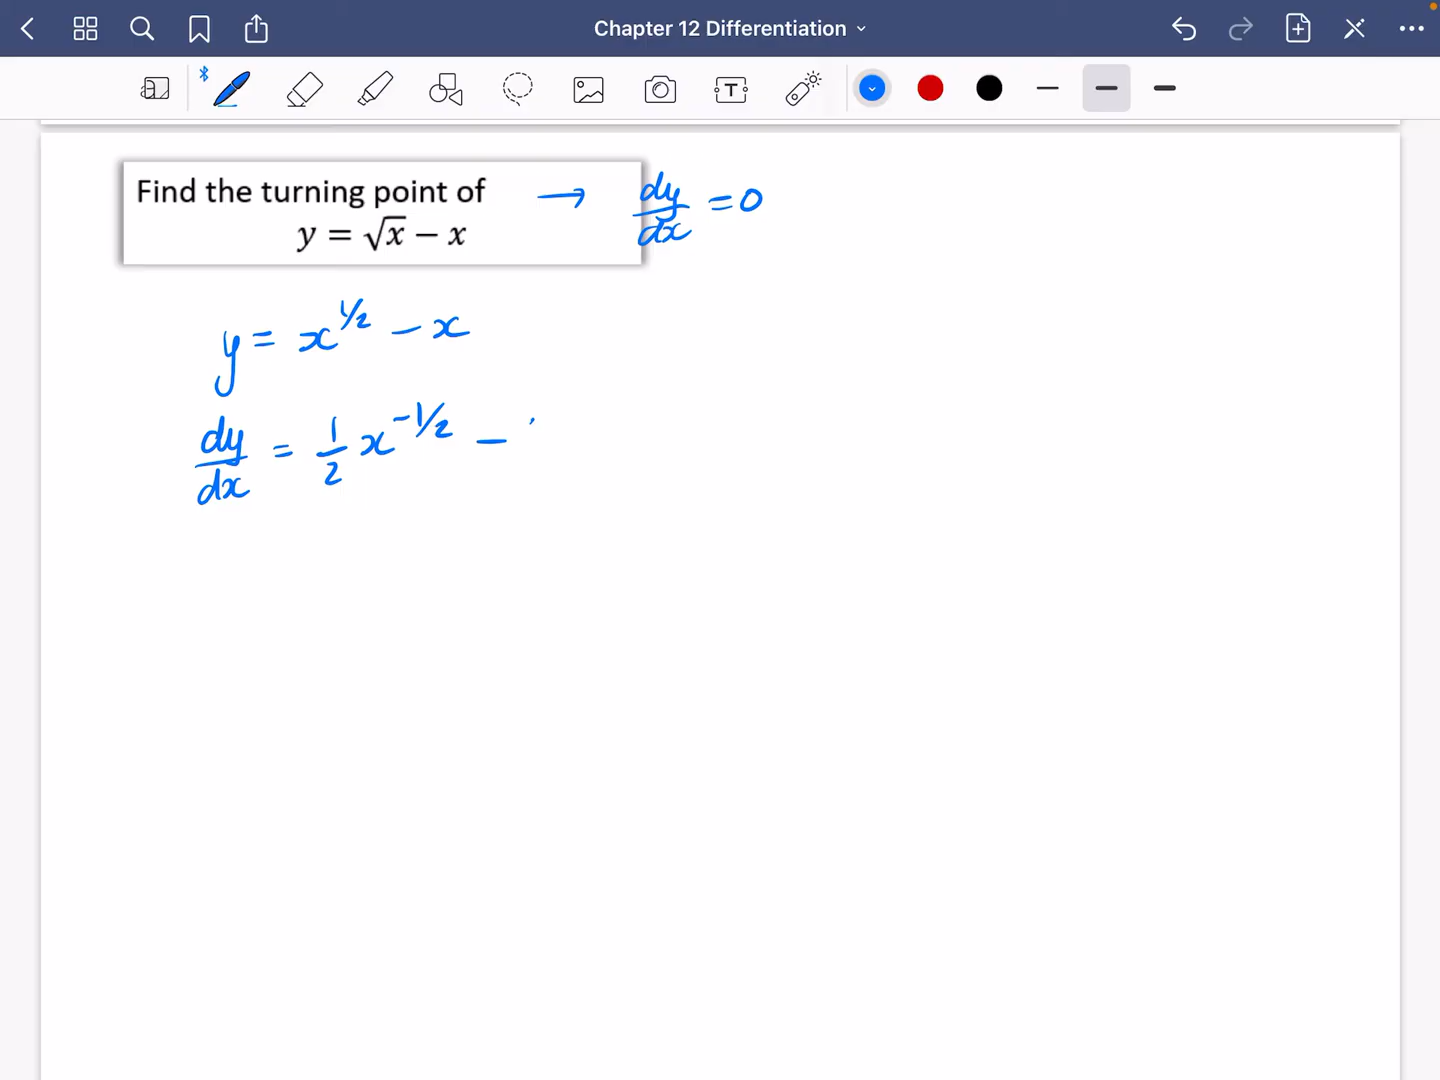 Chapter 12 Differentiation
Find the turning point of
y = √x − x
→ dy/dx = 0
y = x^½ − x
dy/dx = ½ x^−½ −